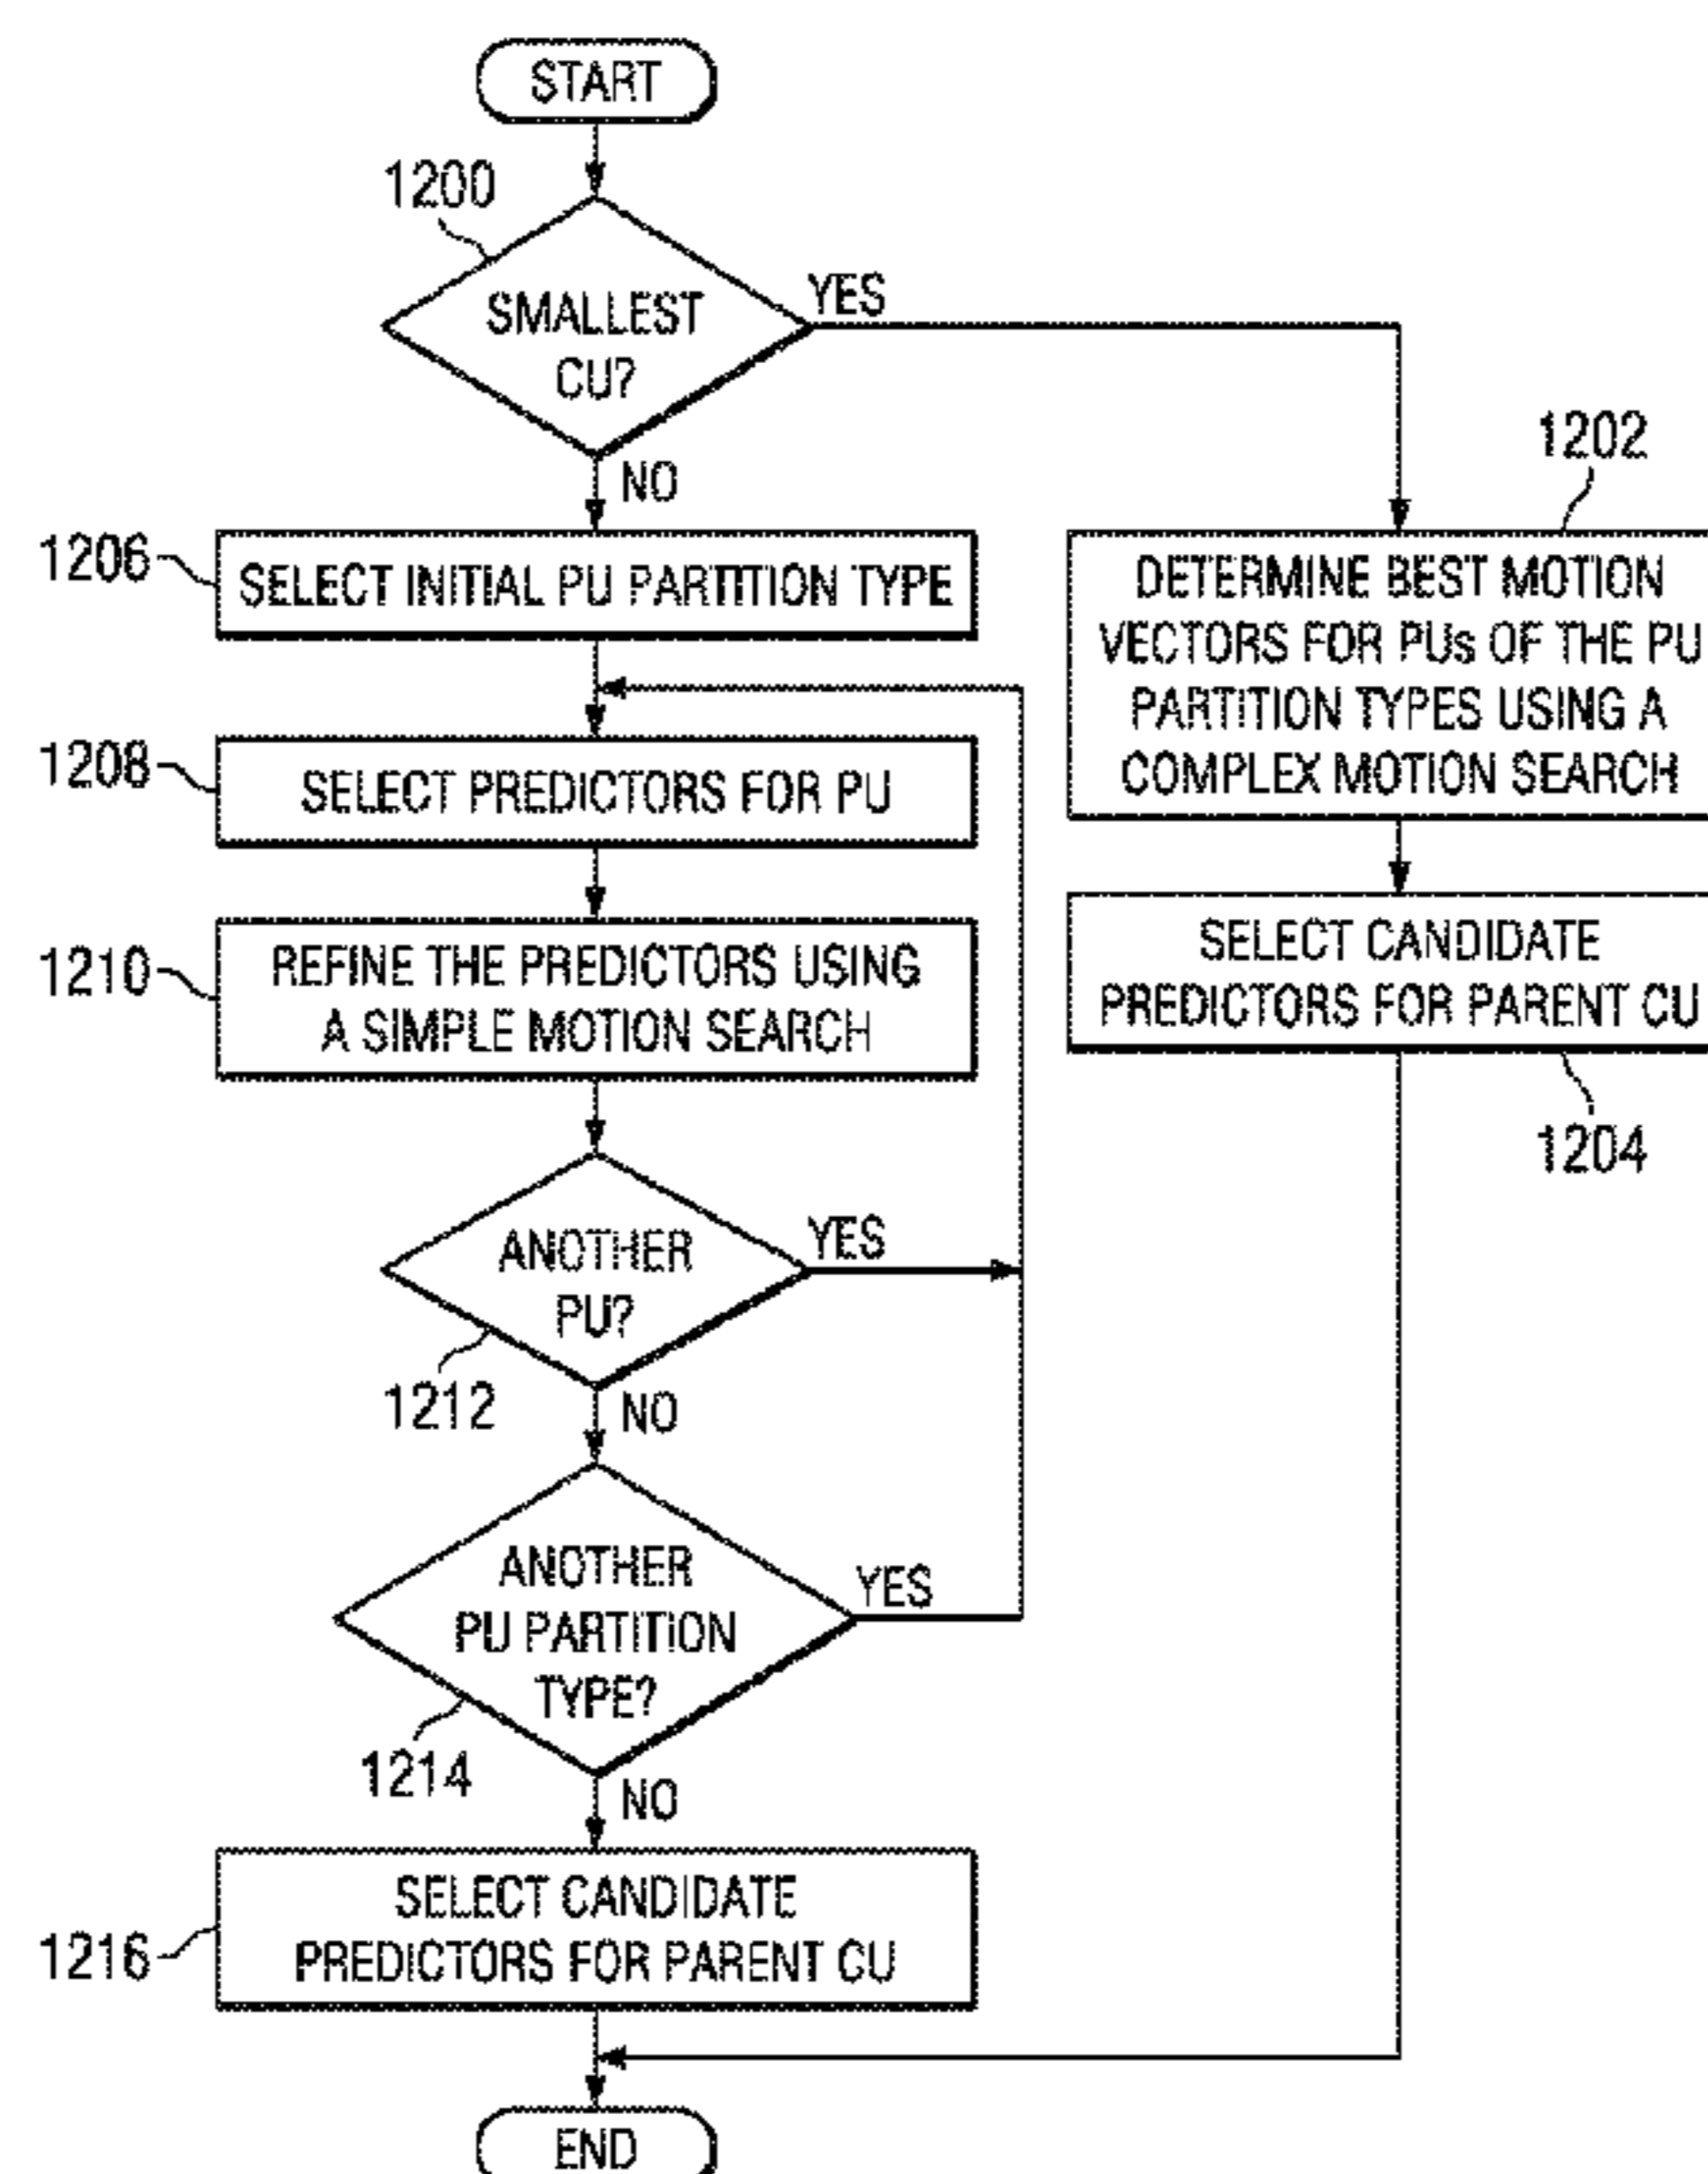 START
1200
SMALLEST
CU?
YES
NO
1202
DETERMINE BEST MOTION
VECTORS FOR PUs OF THE PU
PARTITION TYPES USING A
COMPLEX MOTION SEARCH
SELECT CANDIDATE
PREDICTORS FOR PARENT CU
1204
1206
SELECT INITIAL PU PARTITION TYPE
1208
SELECT PREDICTORS FOR PU
1210
REFINE THE PREDICTORS USING
A SIMPLE MOTION SEARCH
ANOTHER
PU?
YES
1212
NO
ANOTHER
PU PARTITION
TYPE?
YES
1214
NO
1216
SELECT CANDIDATE
PREDICTORS FOR PARENT CU
END